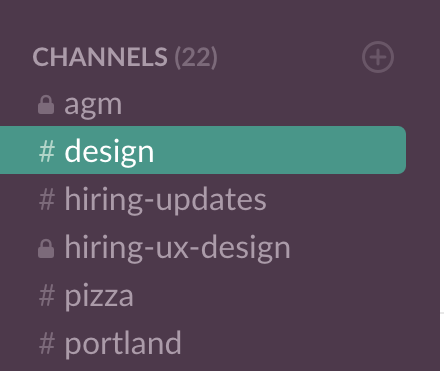 CHANNELS (22)
agm
# design
# hiring-updates
hiring-ux-design
# pizza
# portland